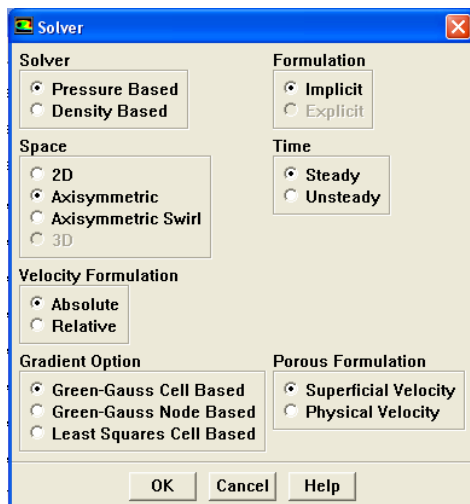 Solver
Solver
Pressure Based
Density Based
Formulation
Implicit
Explicit
Space
2D
Axisymmetric
Axisymmetric Swirl
3D
Time
Steady
Unsteady
Velocity Formulation
Absolute
Relative
Gradient Option
Green-Gauss Cell Based
Green-Gauss Node Based
Least Squares Cell Based
Porous Formulation
Superficial Velocity
Physical Velocity
OK
Cancel
Help